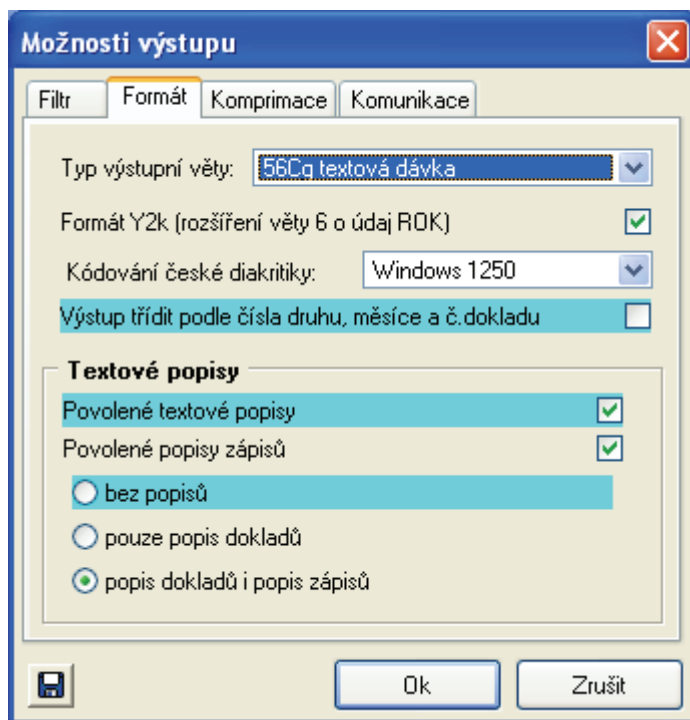 Možnosti výstupu
Filtr Formát Komprimace Komunikace
Typ výstupní věty: 56Cg textová dávka
Formát Y2k (rozšíření věty 6 o údaj ROK)
Kódování české diakritiky: Windows 1250
Výstup třídit podle čísla druhu, měsíce a č.dokladu
Textové popisy
Povolené textové popisy
Povolené popisy zápisů
bez popisů
pouze popis dokladů
popis dokladů i popis zápisů
Ok Zrušit